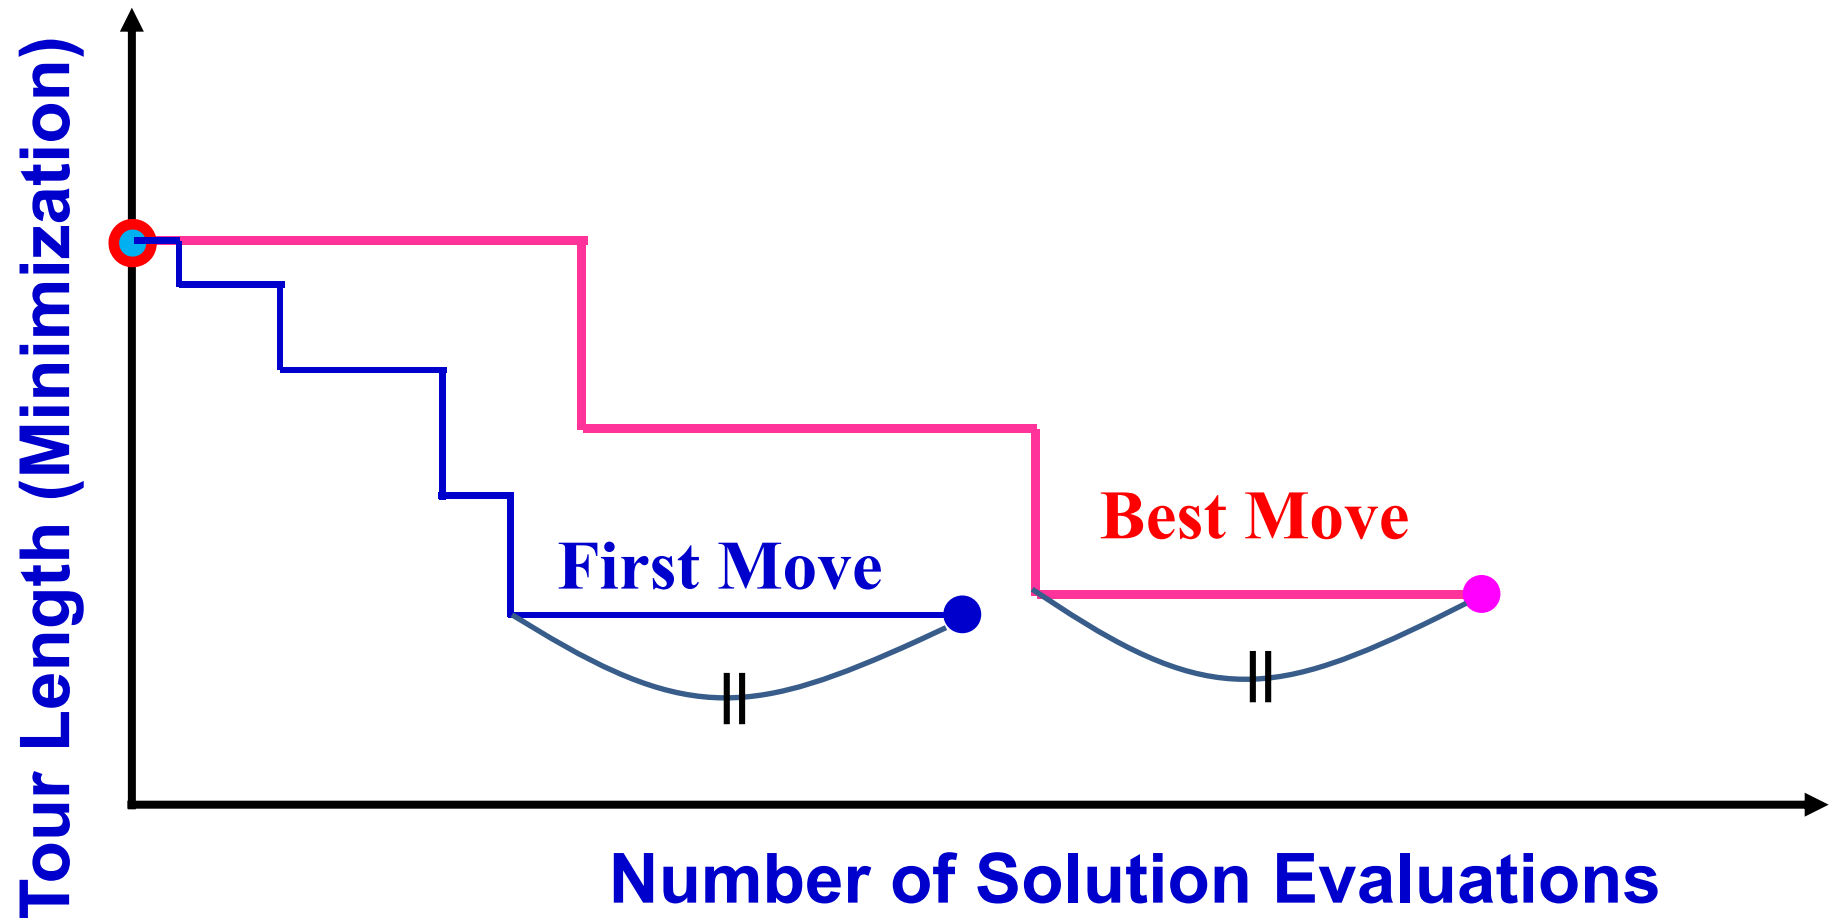 Tour Length (Minimization)
Best Move
First Move
Number of Solution Evaluations